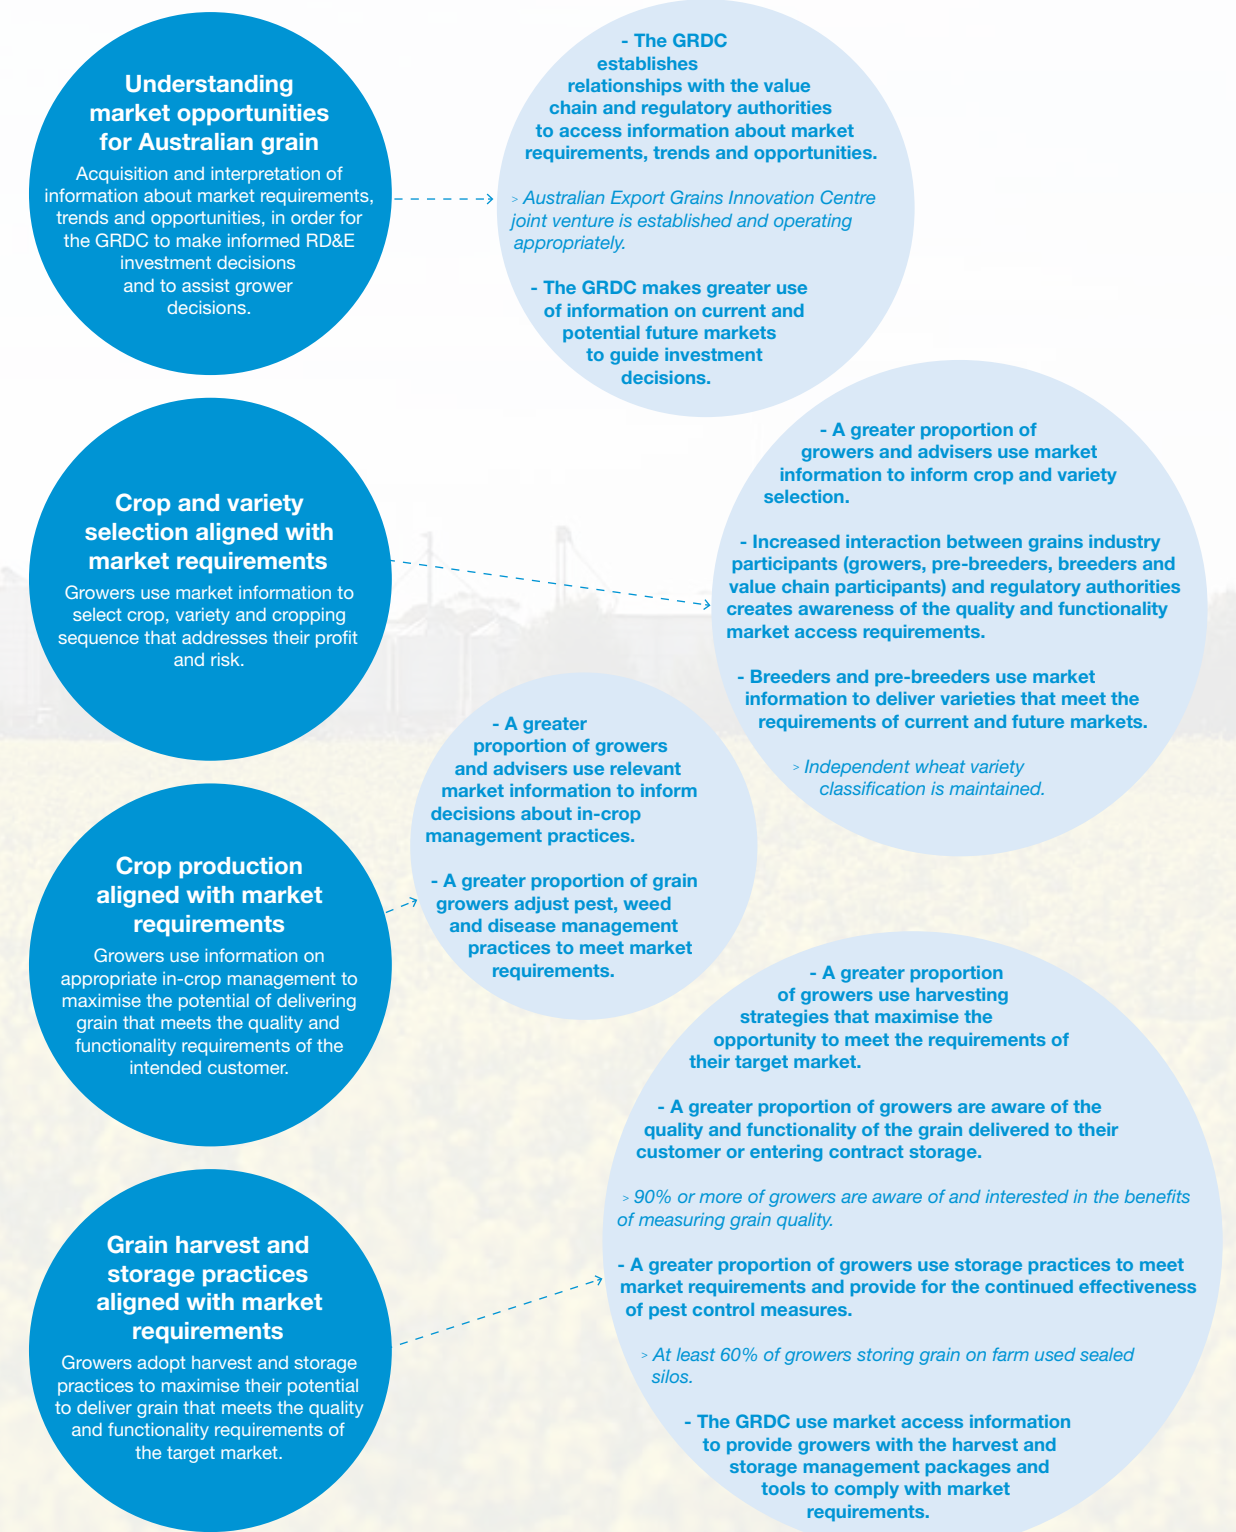 Understanding
market opportunities
for Australian grain
Acquisition and interpretation of
information about market requirements,
trends and opportunities, in order for
the GRDC to make informed RD&E
investment decisions
and to assist grower
decisions.
- The GRDC
establishes
relationships with the value
chain and regulatory authorities
to access information about market
requirements, trends and opportunities.
> Australian Export Grains Innovation Centre
joint venture is established and operating
appropriately.
- The GRDC makes greater use
of information on current and
potential future markets
to guide investment
decisions.
Crop and variety
selection aligned with
market requirements
Growers use market information to
select crop, variety and cropping
sequence that addresses their profit
and risk.
- A greater proportion of
growers and advisers use market
information to inform crop and variety
selection.
- Increased interaction between grains industry
participants (growers, pre-breeders, breeders and
value chain participants) and regulatory authorities
creates awareness of the quality and functionality
market access requirements.
- Breeders and pre-breeders use market
information to deliver varieties that meet the
requirements of current and future markets.
> Independent wheat variety
classification is maintained.
Crop production
aligned with market
requirements
Growers use information on
appropriate in-crop management to
maximise the potential of delivering
grain that meets the quality and
functionality requirements of the
intended customer.
- A greater
proportion of growers
and advisers use relevant
market information to inform
decisions about in-crop
management practices.
- A greater proportion of grain
growers adjust pest, weed
and disease management
practices to meet market
requirements.
Grain harvest and
storage practices
aligned with market
requirements
Growers adopt harvest and storage
practices to maximise their potential
to deliver grain that meets the quality
and functionality requirements of
the target market.
- A greater proportion
of growers use harvesting
strategies that maximise the
opportunity to meet the requirements of
their target market.
- A greater proportion of growers are aware of the
quality and functionality of the grain delivered to their
customer or entering contract storage.
> 90% or more of growers are aware of and interested in the benefits
of measuring grain quality.
- A greater proportion of growers use storage practices to meet
market requirements and provide for the continued effectiveness
of pest control measures.
> At least 60% of growers storing grain on farm used sealed
silos.
- The GRDC use market access information
to provide growers with the harvest and
storage management packages and
tools to comply with market
requirements.